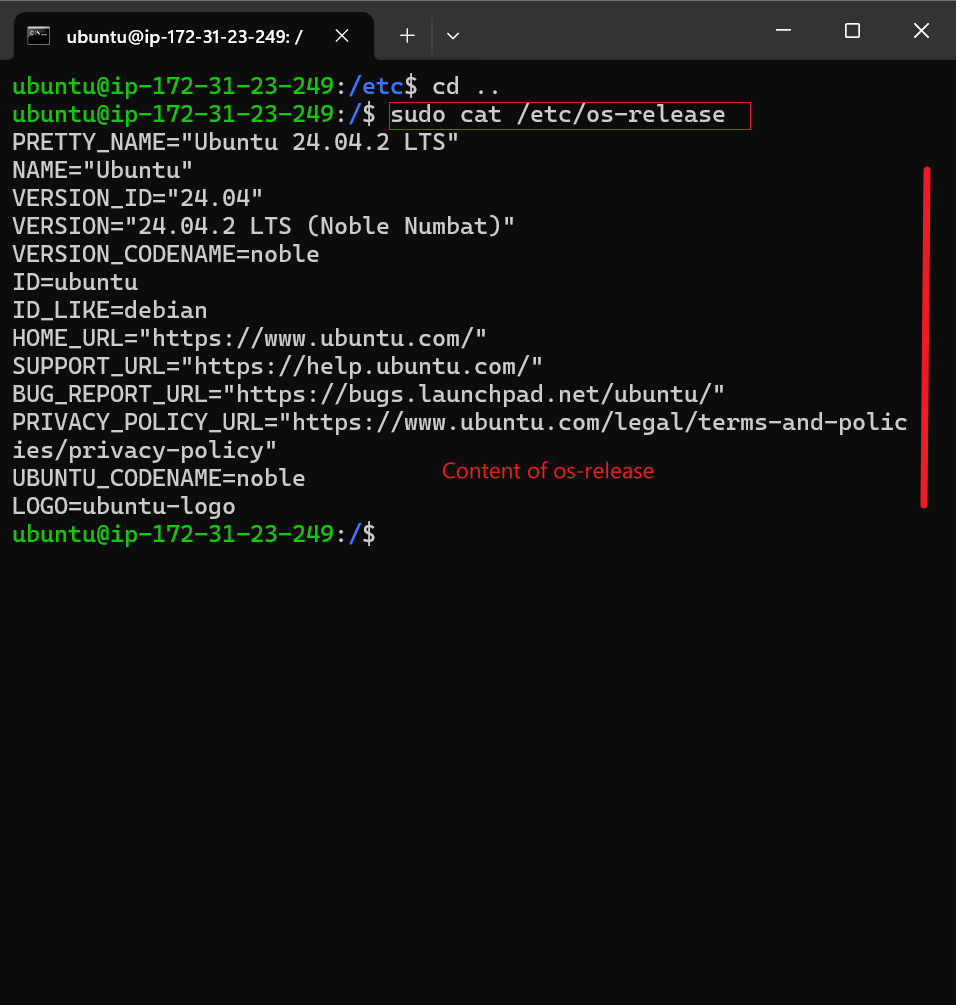 ubuntu@ip-172-31-23-249: /
ubuntu@ip-172-31-23-249:/etc$ cd ..
ubuntu@ip-172-31-23-249:/$ sudo cat /etc/os-release
PRETTY_NAME="Ubuntu 24.04.2 LTS"
NAME="Ubuntu"
VERSION_ID="24.04"
VERSION="24.04.2 LTS (Noble Numbat)"
VERSION_CODENAME=noble
ID=ubuntu
ID_LIKE=debian
HOME_URL="https://www.ubuntu.com/"
SUPPORT_URL="https://help.ubuntu.com/"
BUG_REPORT_URL="https://bugs.launchpad.net/ubuntu/"
PRIVACY_POLICY_URL="https://www.ubuntu.com/legal/terms-and-polic
ies/privacy-policy"
Content of os-release
UBUNTU_CODENAME=noble
LOGO=ubuntu-logo
ubuntu@ip-172-31-23-249:/$